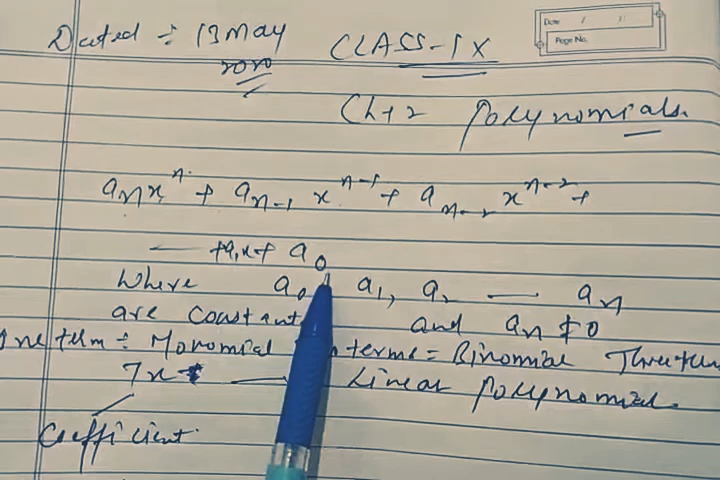 Dated :- 13 May
2020
CLASS-IX
Date / /
Page No.
Ch-2 Polynomials.
aₙxⁿ + aₙ₋₁ xⁿ⁻¹ + aₙ₋₂ xⁿ⁻² +
— +a₁x+ a₀
Where a₀ a₁, a₂ — aₙ
are constant and aₙ ≠ 0
One term = Monomial terms = Binomial Three term
7x — Linear Polynomial.
Coefficient.